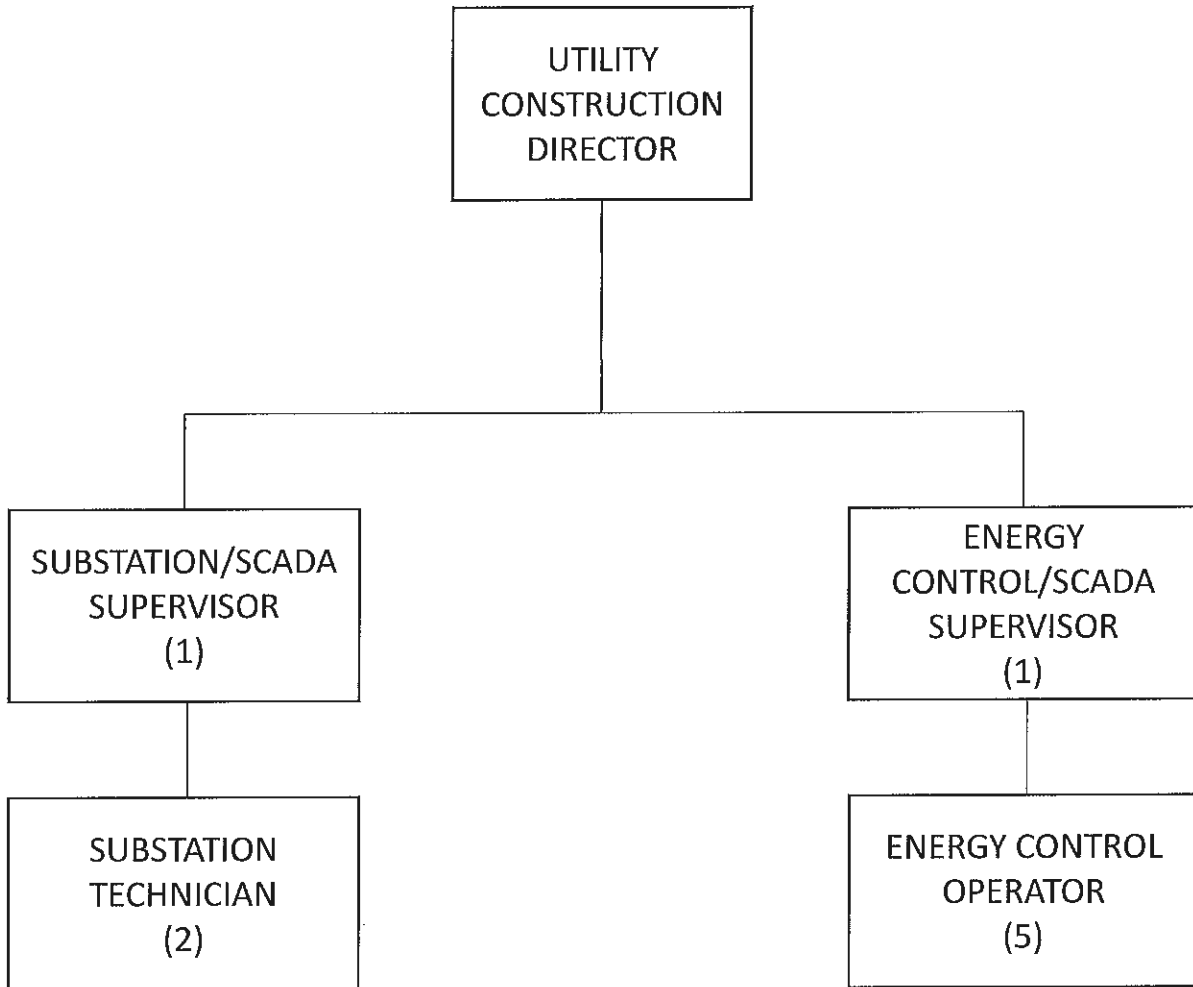 UTILITY
CONSTRUCTION
DIRECTOR
SUBSTATION/SCADA
SUPERVISOR
(1)
ENERGY
CONTROL/SCADA
SUPERVISOR
(1)
SUBSTATION
TECHNICIAN
(2)
ENERGY CONTROL
OPERATOR
(5)